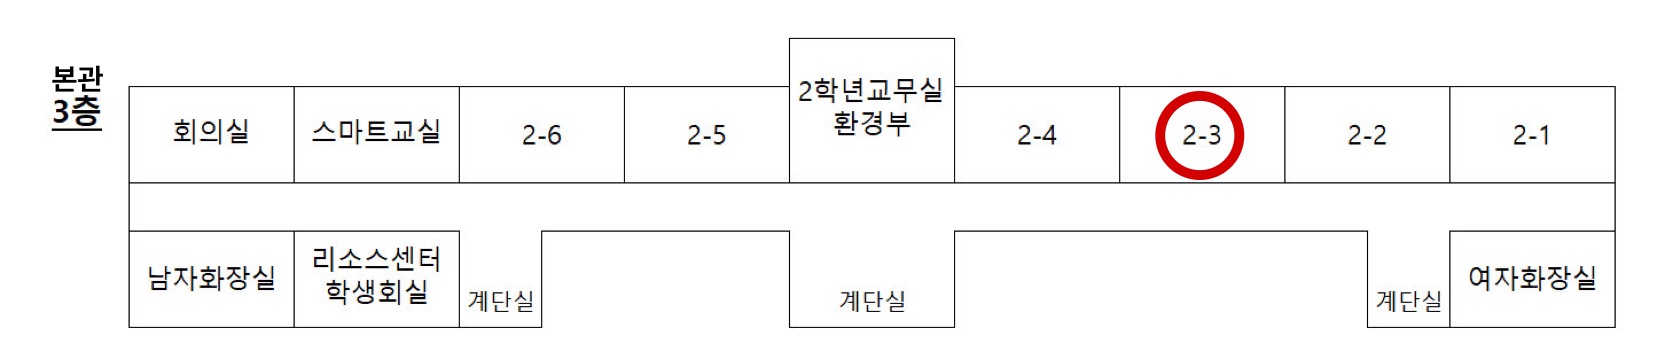 본관
3층
회의실
스마트교실
2-6
2-5
2학년교무실
환경부
2-4
2-3
2-2
2-1
남자화장실
리소스센터
학생회실
계단실
계단실
계단실
여자화장실